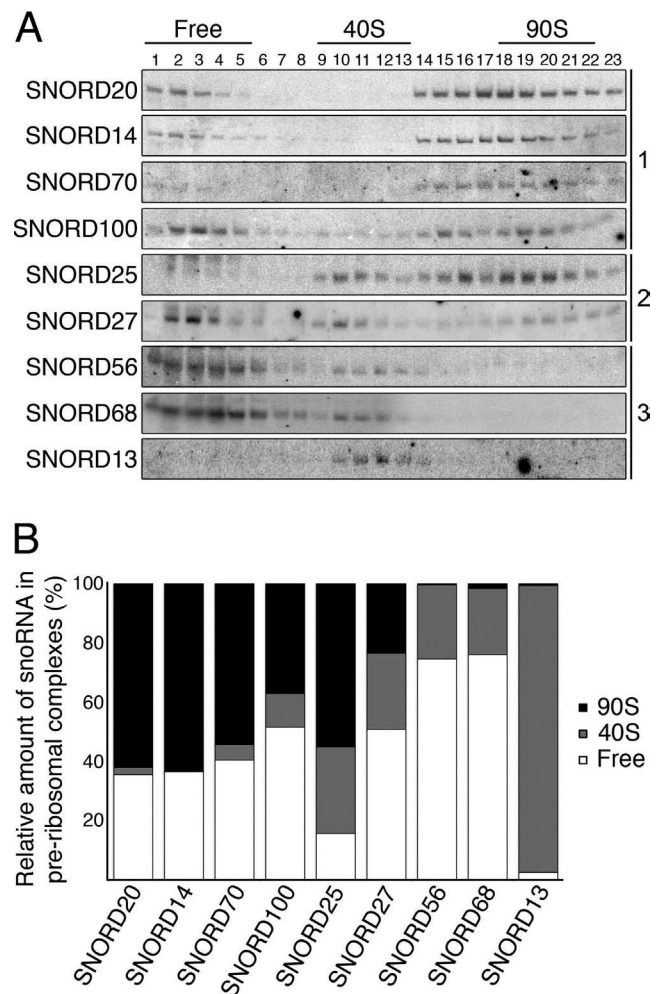 A
Free 40S 90S
1 2 3 4 5 6 7 8 9 10 11 12 13 14 15 16 17 18 19 20 21 22 23
SNORD20
SNORD14
SNORD70
SNORD100
1
SNORD25
SNORD27
2
SNORD56
SNORD68
SNORD13
3
B
Relative amount of snoRNA in
pre-ribosomal complexes (%)
100
80
60
40
20
90S
40S
Free
SNORD20
SNORD14
SNORD70
SNORD100
SNORD25
SNORD27
SNORD56
SNORD68
SNORD13